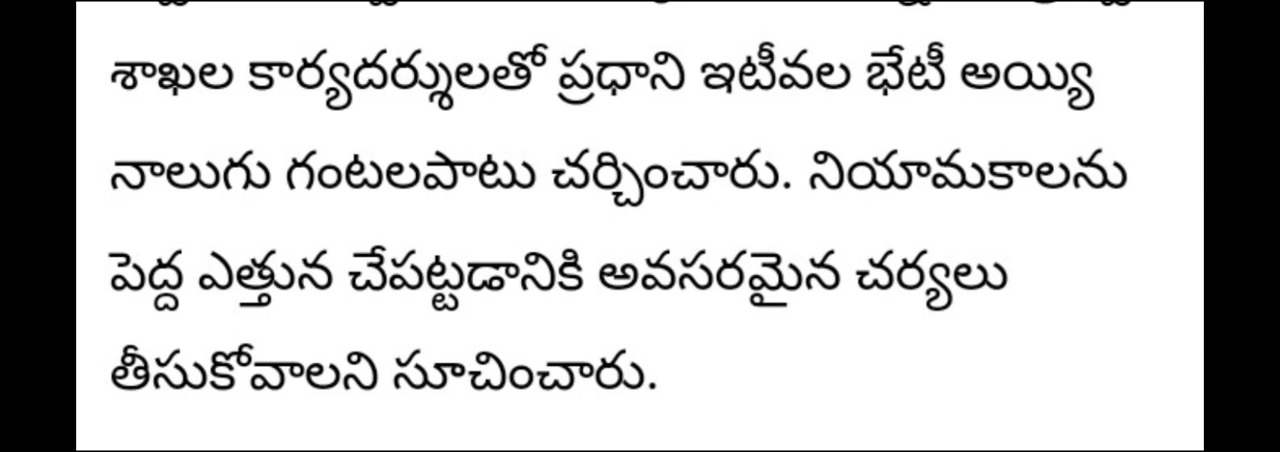 శాఖల కార్యదర్శులతో ప్రధాని ఇటీవల భేటీ అయ్యి
నాలుగు గంటలపాటు చర్చించారు. నియామకాలను
పెద్ద ఎత్తున చేపట్టడానికి అవసరమైన చర్యలు
తీసుకోవాలని సూచించారు.